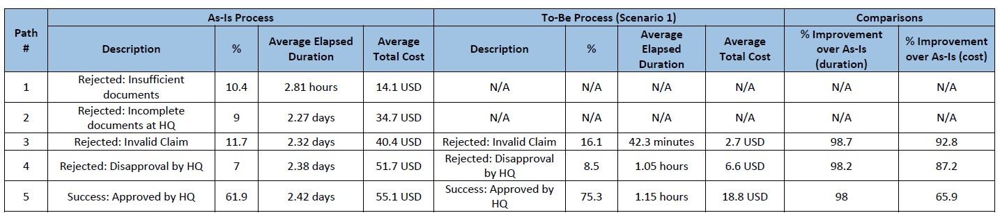 Path # As-Is Process To-Be Process (Scenario 1) Comparisons
Description % Average Elapsed Duration Average Total Cost Description % Average Elapsed Duration Average Total Cost % Improvement over As-Is (duration) % Improvement over As-Is (cost)
1 Rejected: Insufficient documents 10.4 2.81 hours 14.1 USD N/A N/A N/A N/A N/A N/A
2 Rejected: Incomplete documents at HQ 9 2.27 days 34.7 USD N/A N/A N/A N/A N/A N/A
3 Rejected: Invalid Claim 11.7 2.32 days 40.4 USD Rejected: Invalid Claim 16.1 42.3 minutes 2.7 USD 98.7 92.8
4 Rejected: Disapproval by HQ 7 2.38 days 51.7 USD Rejected: Disapproval by HQ 8.5 1.05 hours 6.6 USD 98.2 87.2
5 Success: Approved by HQ 61.9 2.42 days 55.1 USD Success: Approved by HQ 75.3 1.15 hours 18.8 USD 98 65.9